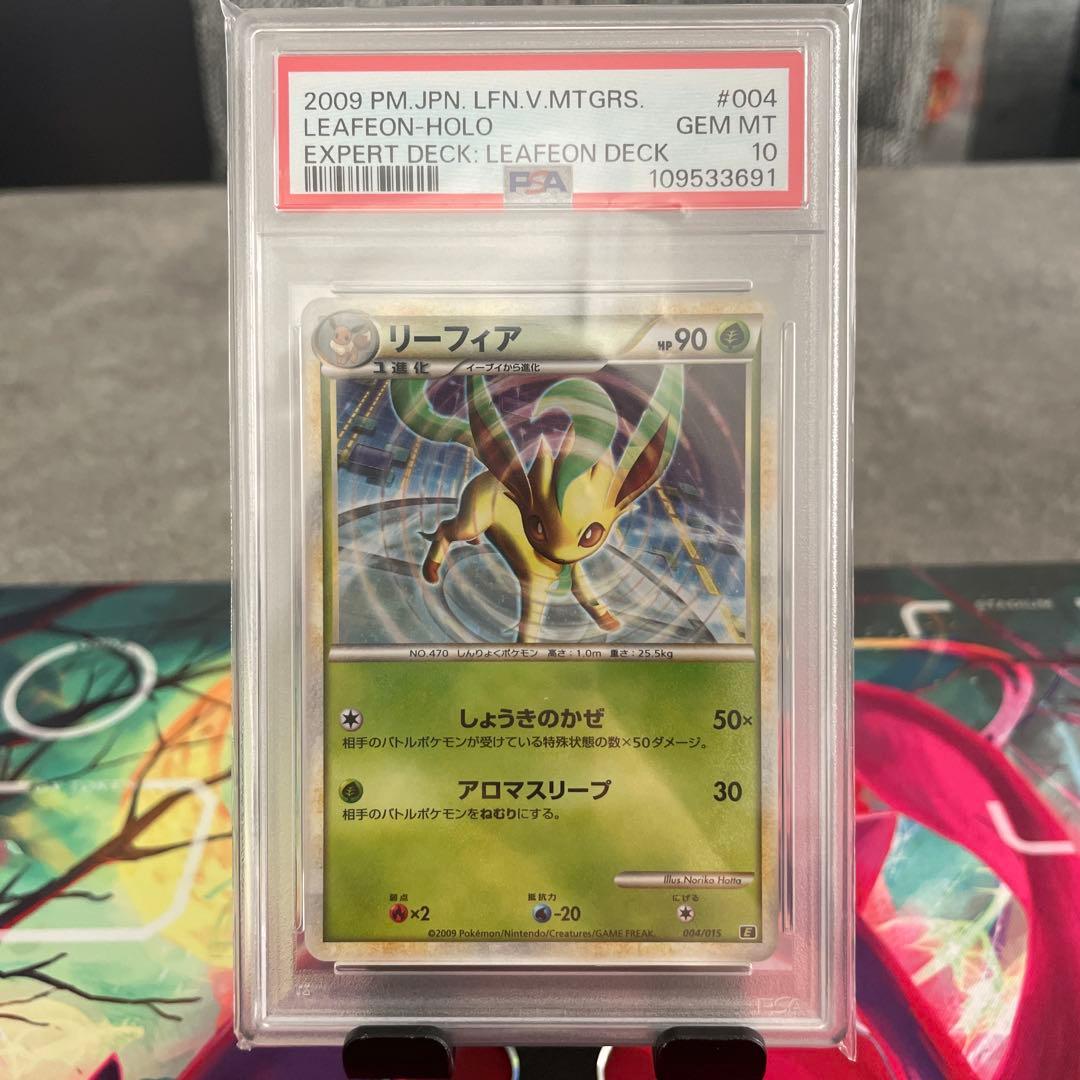 2009 PM.JPN. LFN.V.MTGRS. #004
LEAFEON-HOLO GEM MT
EXPERT DECK: LEAFEON DECK 10
PSA 109533691
リーフィア HP90
1進化 イーブイから進化
NO.470 しんりょくポケモン 高さ:1.0m 重さ:25.5kg
しょうきのかぜ 50×
相手のバトルポケモンが受けている特殊状態の数×50ダメージ。
アロマスリープ 30
相手のバトルポケモンをねむりにする。
Illus. Noriko Hotta
弱点 抵抗力 にげる
×2 -20
©2009 Pokémon/Nintendo/Creatures/GAME FREAK. 004/015 E
PSA
STADIUM